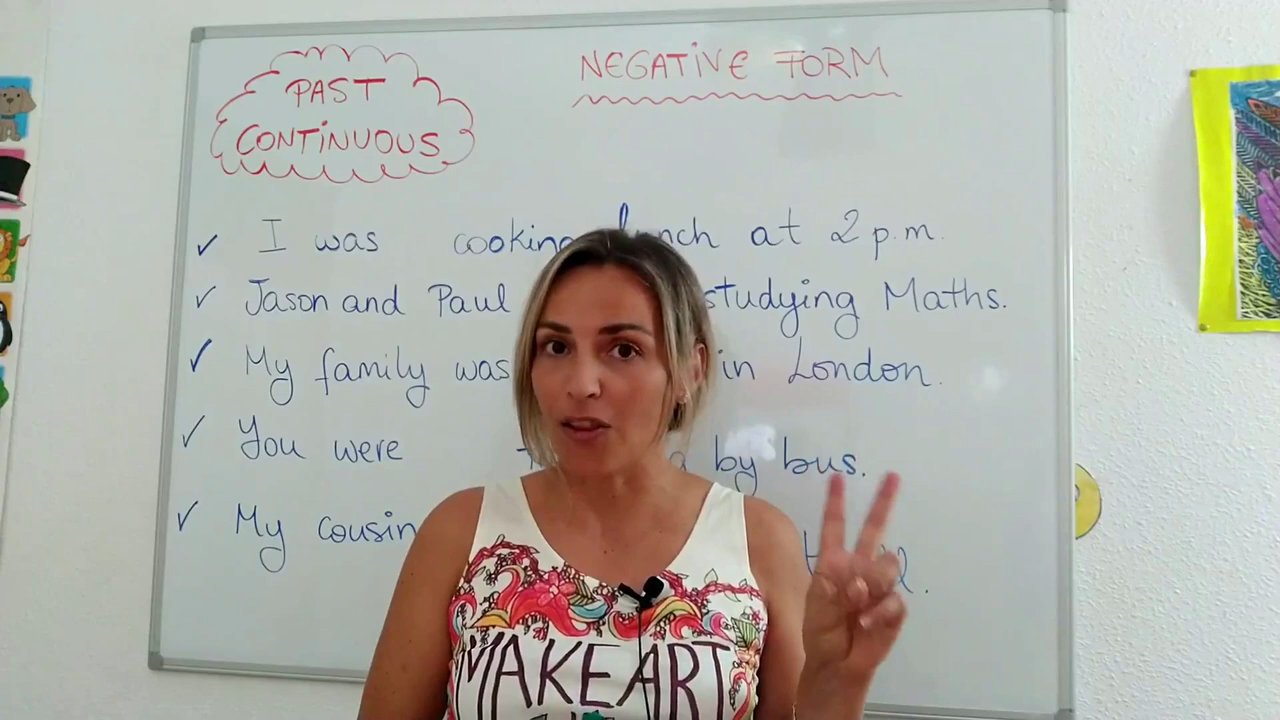 PAST
CONTINUOUS
NEGATIVE FORM
I was cooking lunch at 2 p.m.
Jason and Paul studying Maths.
My family was in London.
You were by bus.
My cousin
MAKE ART